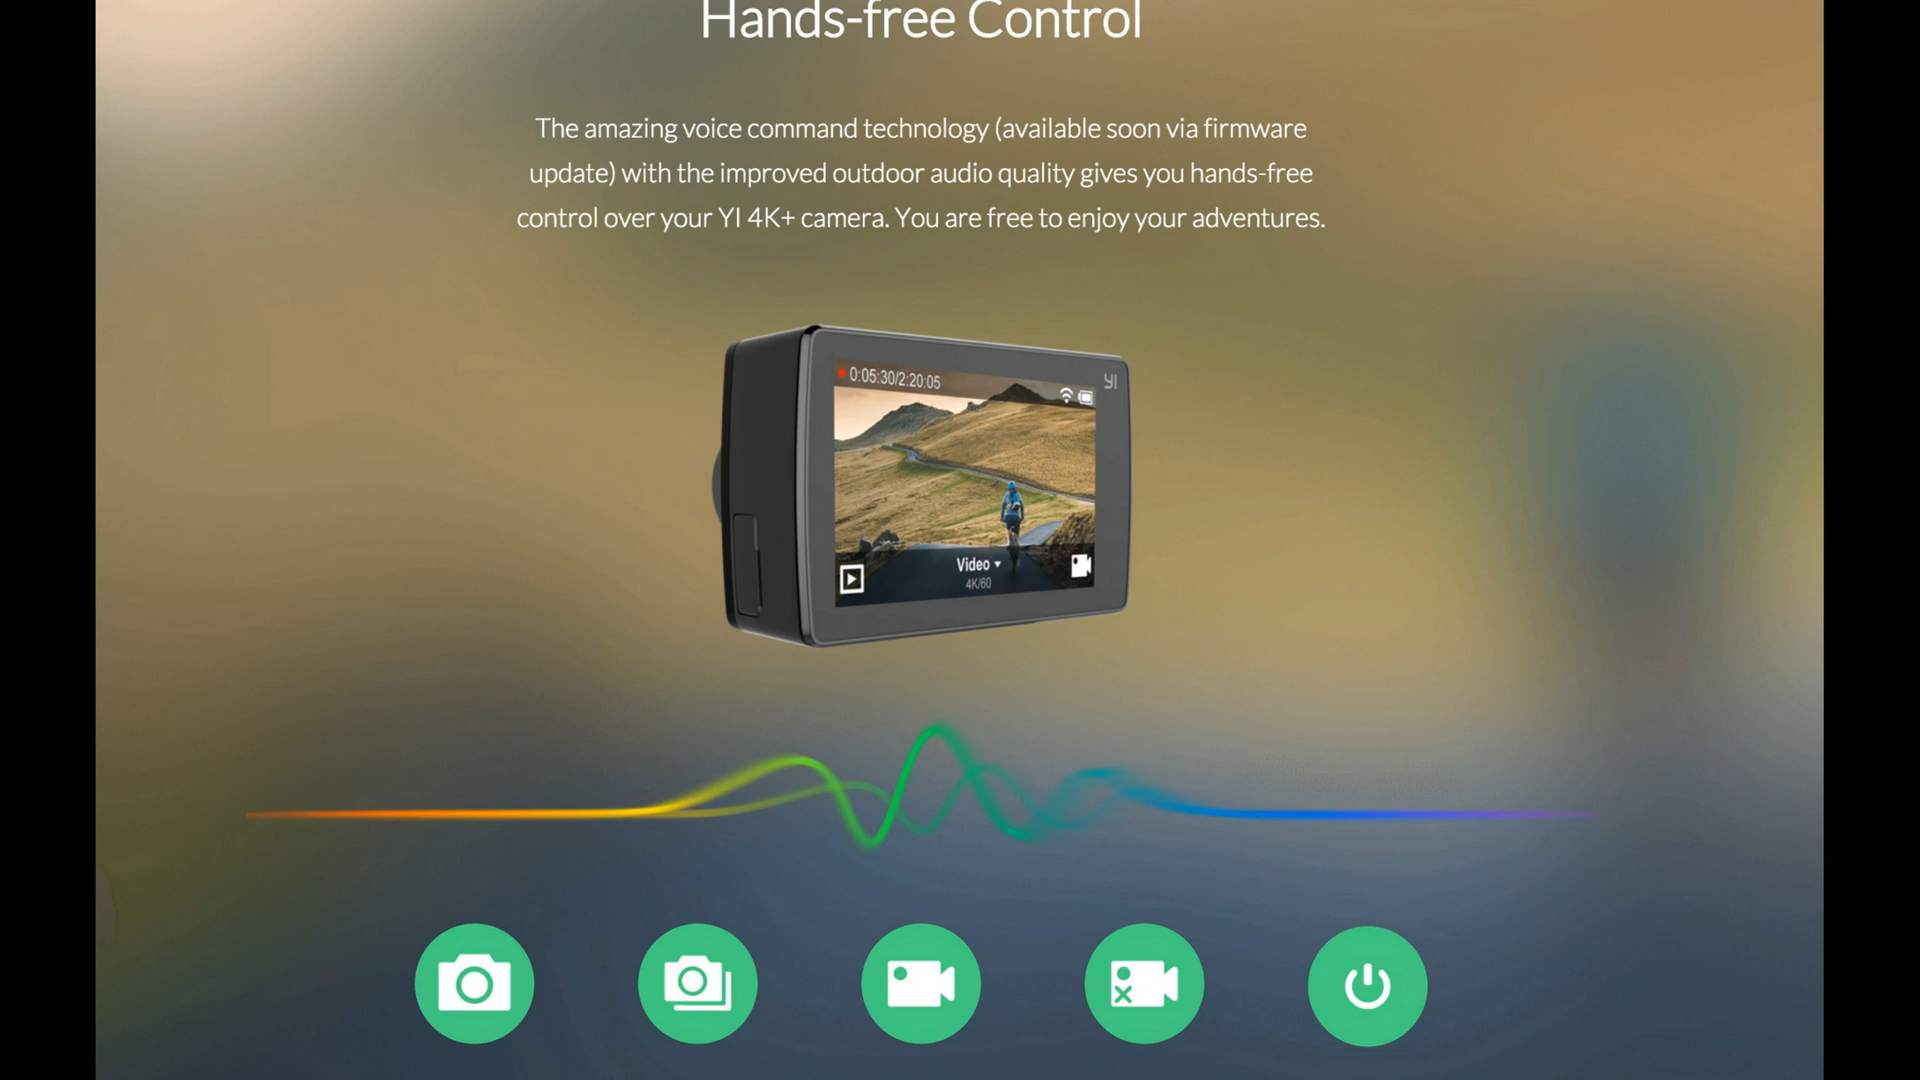 Hands-free Control
The amazing voice command technology (available soon via firmware
update) with the improved outdoor audio quality gives you hands-free
control over your YI 4K+ camera. You are free to enjoy your adventures.
0:05:30/2:20:05
YI
Video
4K/60